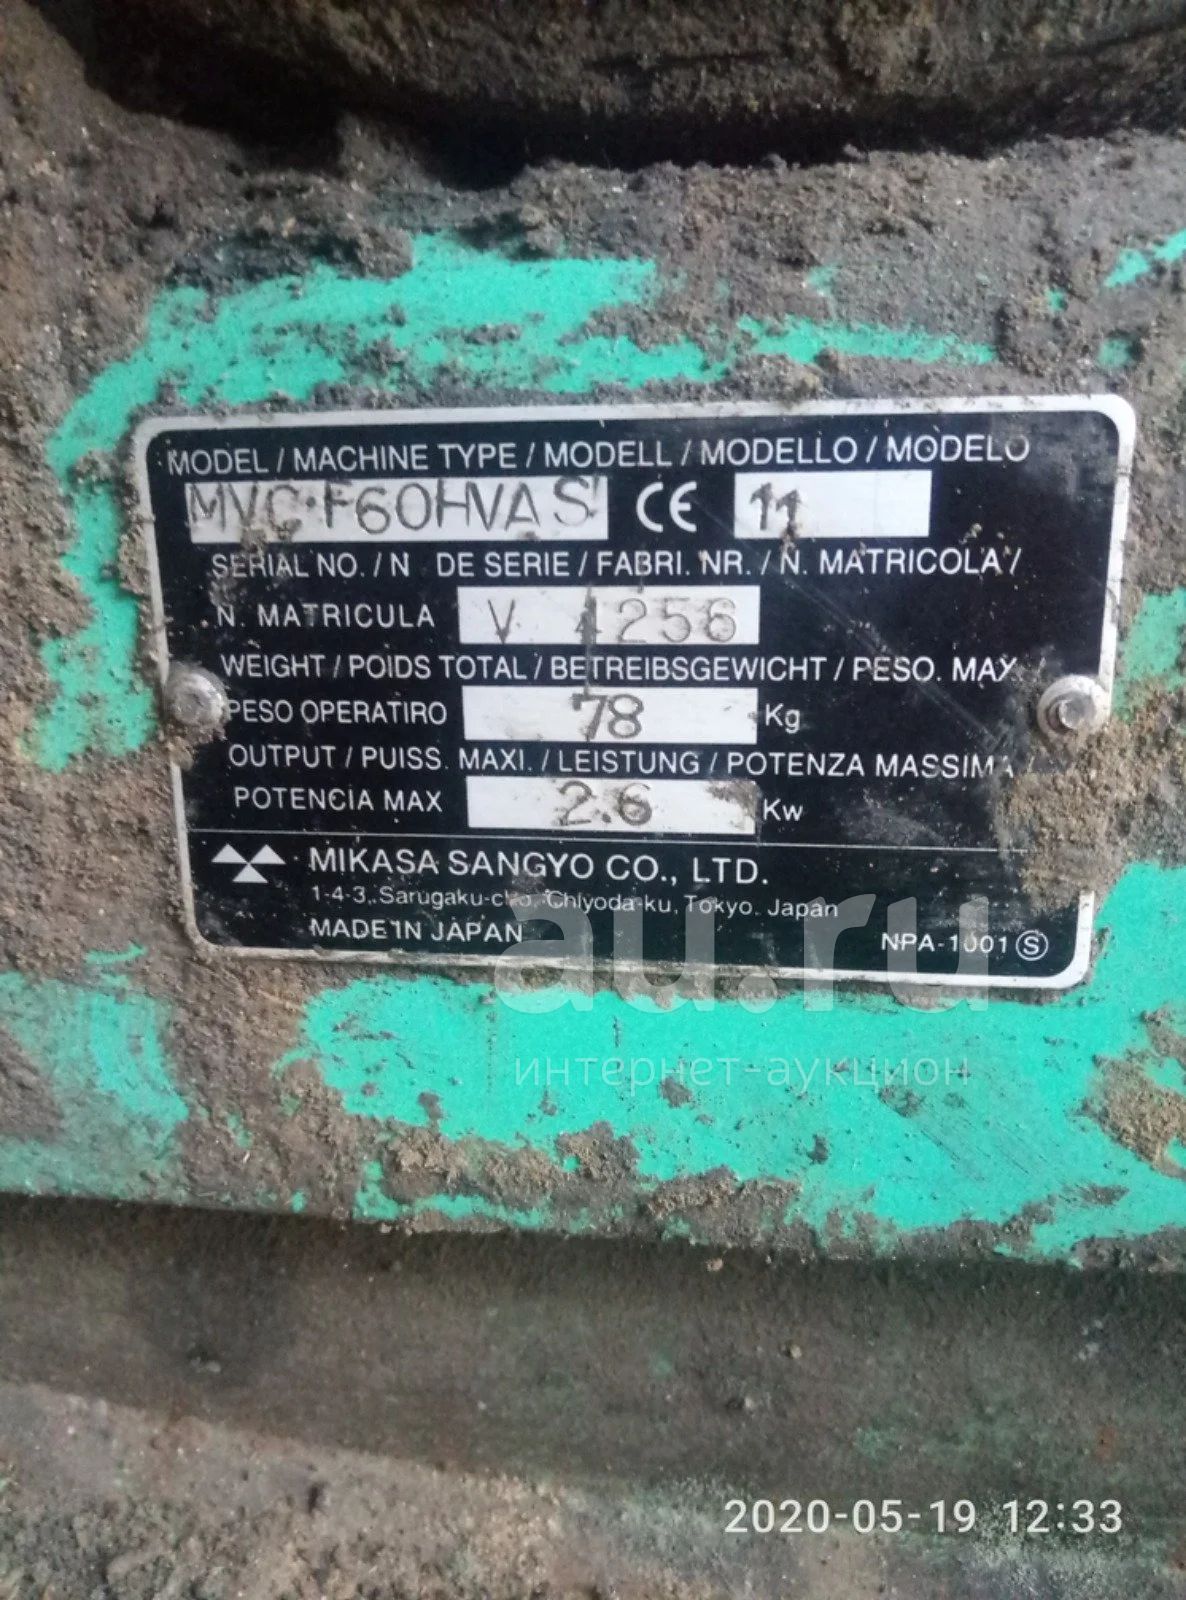 MODEL / MACHINE TYPE / MODELL / MODELLO / MODELO
MVC-F60HVAS CE 11
SERIAL NO. / N DE SERIE / FABRI. NR. / N. MATRICOLA /
N. MATRICULA V 1256
WEIGHT / POIDS TOTAL / BETREIBSGEWICHT / PESO. MAX
PESO OPERATIRO 78 Kg
OUTPUT / PUISS. MAXI. / LEISTUNG / POTENZA MASSIMA /
POTENCIA MAX 2.6 Kw
MIKASA SANGYO CO., LTD.
1-4-3, Sarugaku-cho, Chiyoda-ku, Tokyo. Japan
MADE IN JAPAN NPA-1001 S
au.ru
интернет-аукцион
2020-05-19 12:33